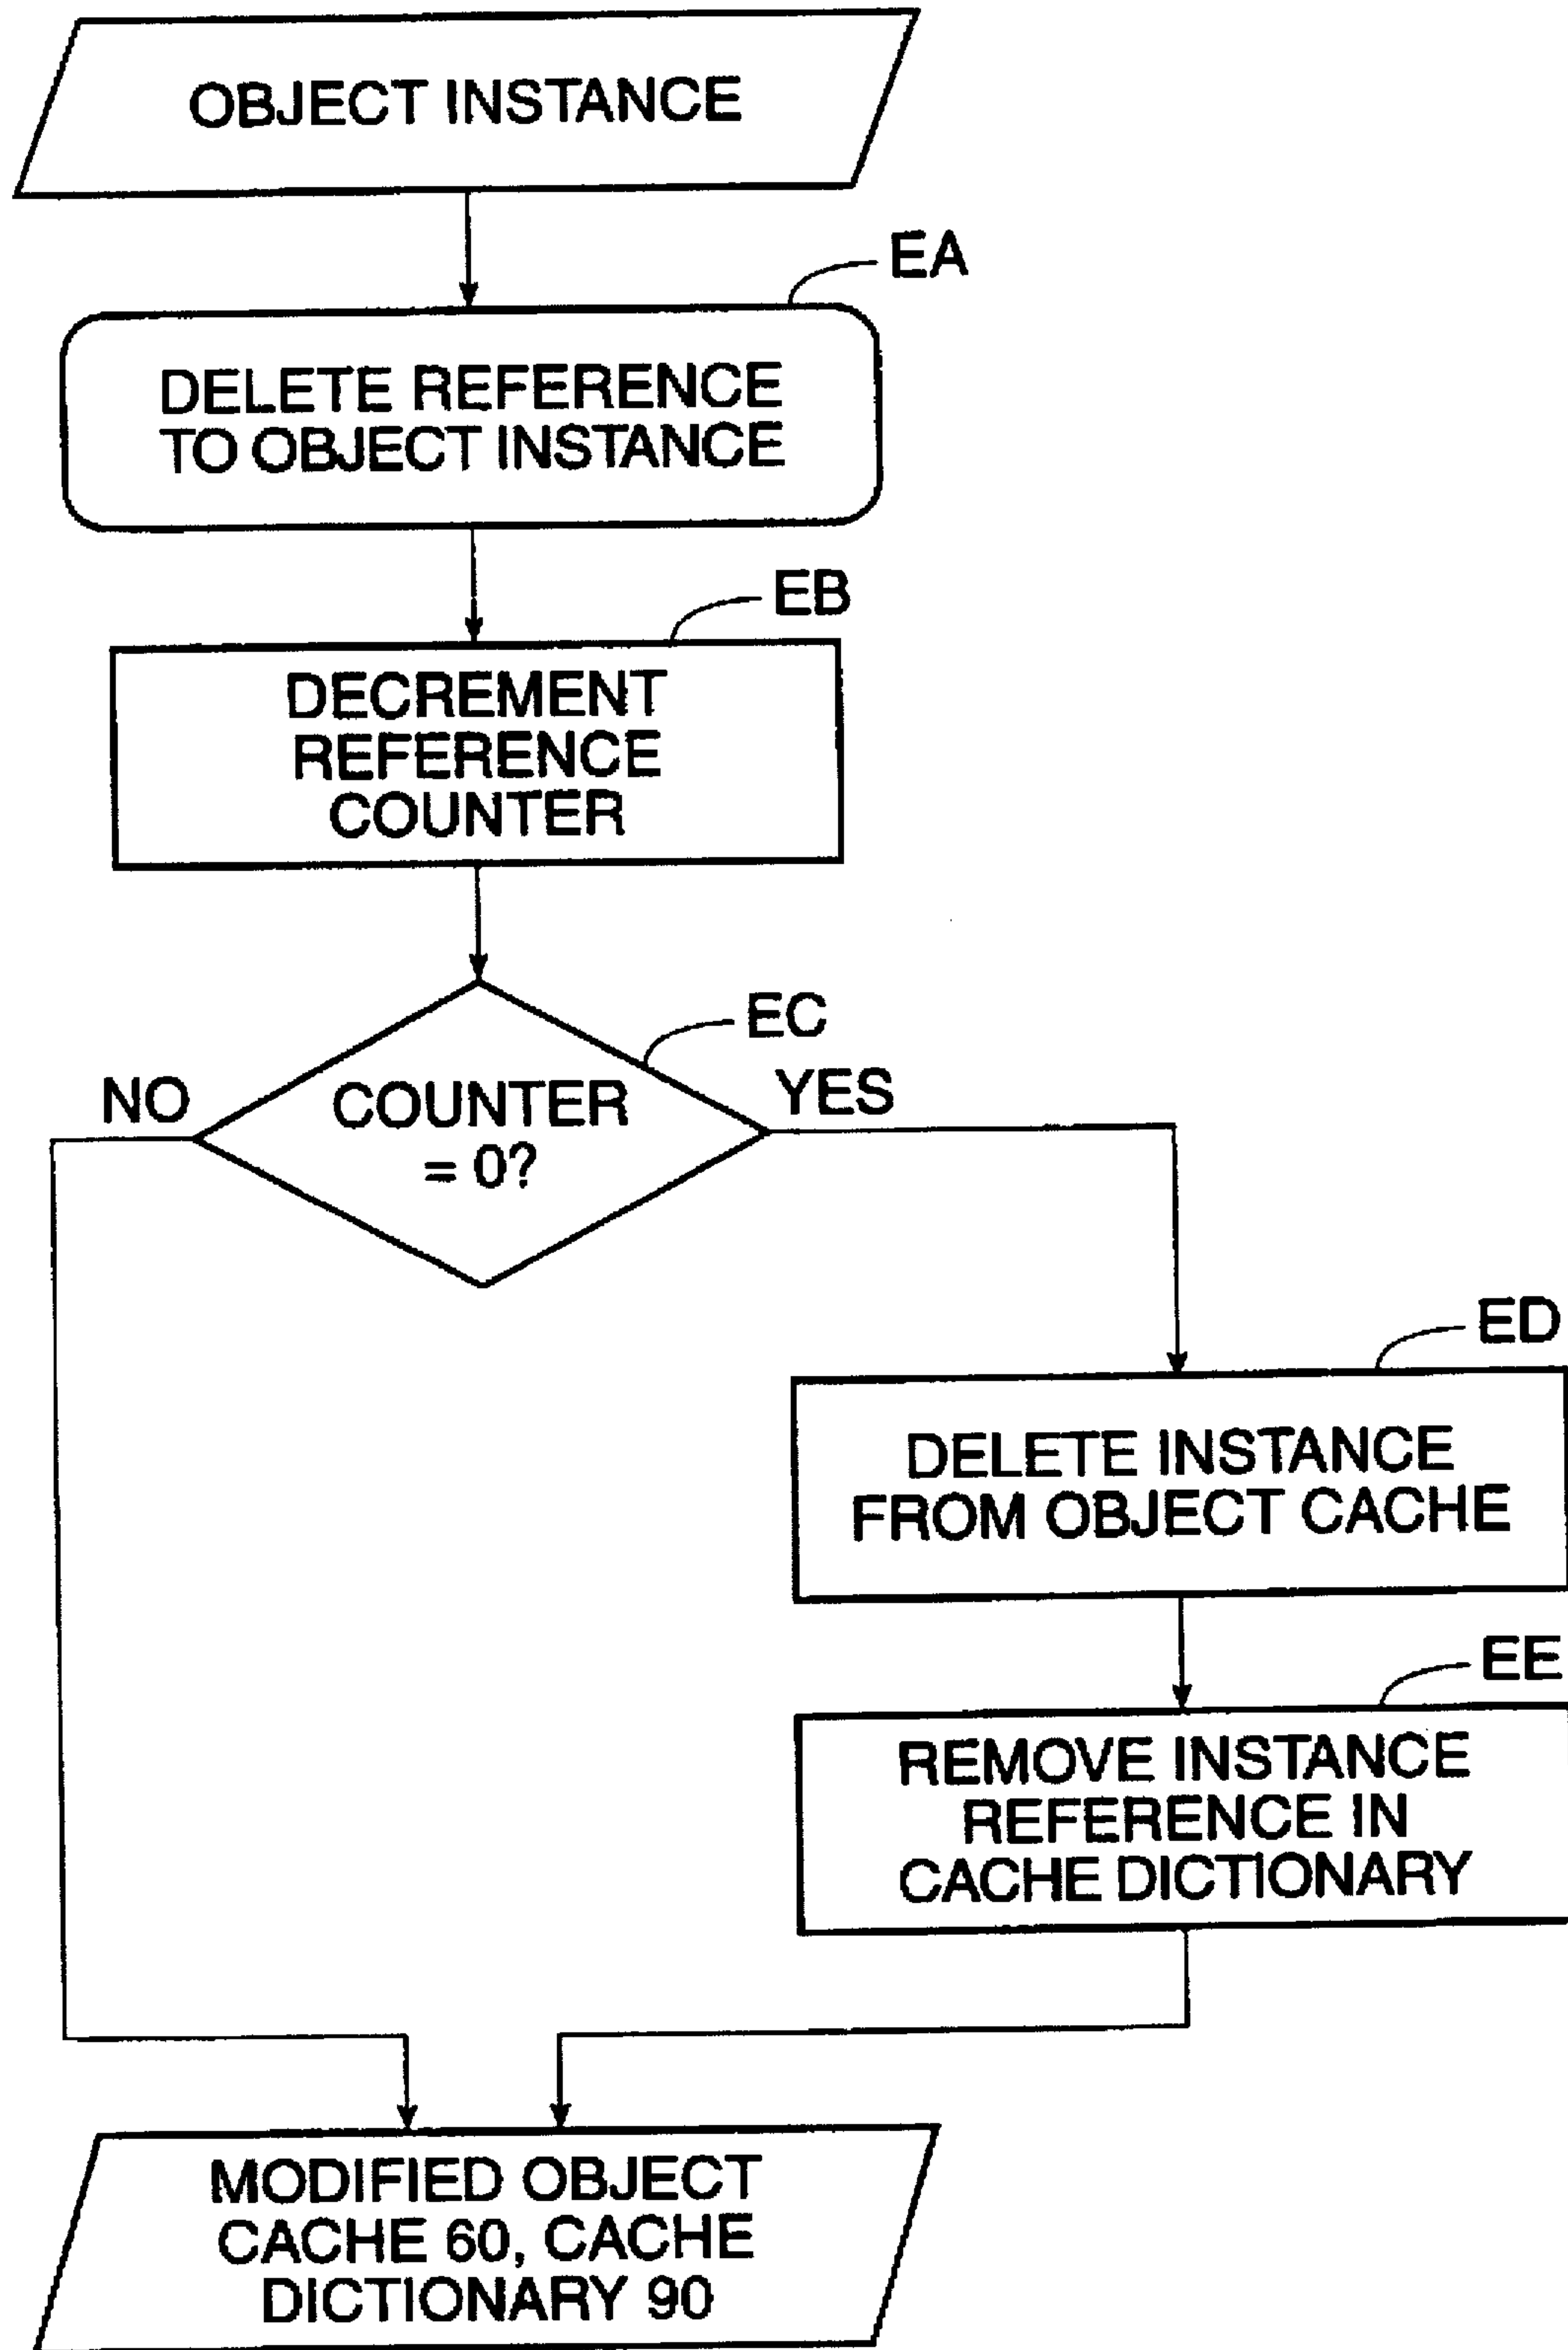 OBJECT INSTANCE
EA
DELETE REFERENCE
TO OBJECT INSTANCE
EB
DECREMENT
REFERENCE
COUNTER
EC
NO
COUNTER
= 0?
YES
ED
DELETE INSTANCE
FROM OBJECT CACHE
EE
REMOVE INSTANCE
REFERENCE IN
CACHE DICTIONARY
MODIFIED OBJECT
CACHE 60, CACHE
DICTIONARY 90